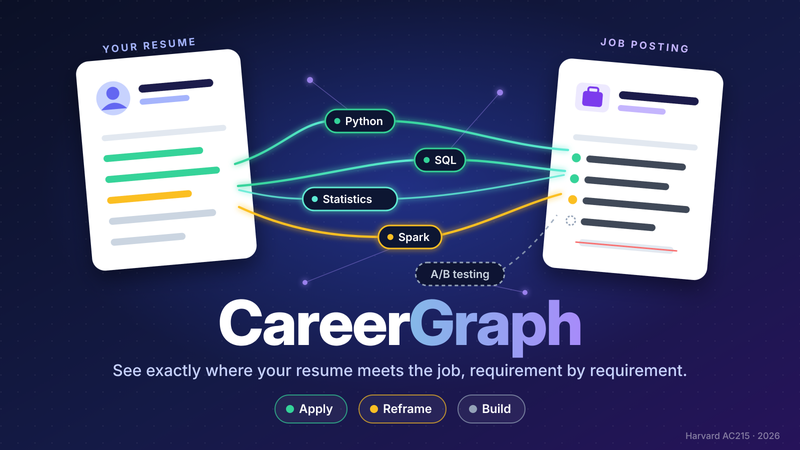 YOUR RESUME
JOB POSTING
Python
SQL
Statistics
Spark
A/B testing
CareerGraph
See exactly where your resume meets the job, requirement by requirement.
Apply
Reframe
Build
Harvard AC215 · 2026